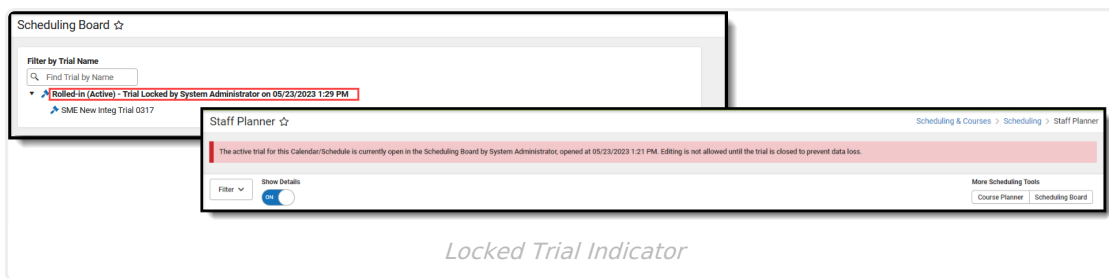 Scheduling Board
Filter by Trial Name
Find Trial by Name
Rolled-in (Active) - Trial Locked by System Administrator on 05/23/2023 1:29 PM
SME New Integ Trial 0317
Staff Planner
Scheduling & Courses > Scheduling > Staff Planner
The active trial for this Calendar/Schedule is currently open in the Scheduling Board by System Administrator, opened at 05/23/2023 1:21 PM. Editing is not allowed until the trial is closed to prevent data loss.
Filter
Show Details
ON
More Scheduling Tools
Course Planner
Scheduling Board
Locked Trial Indicator